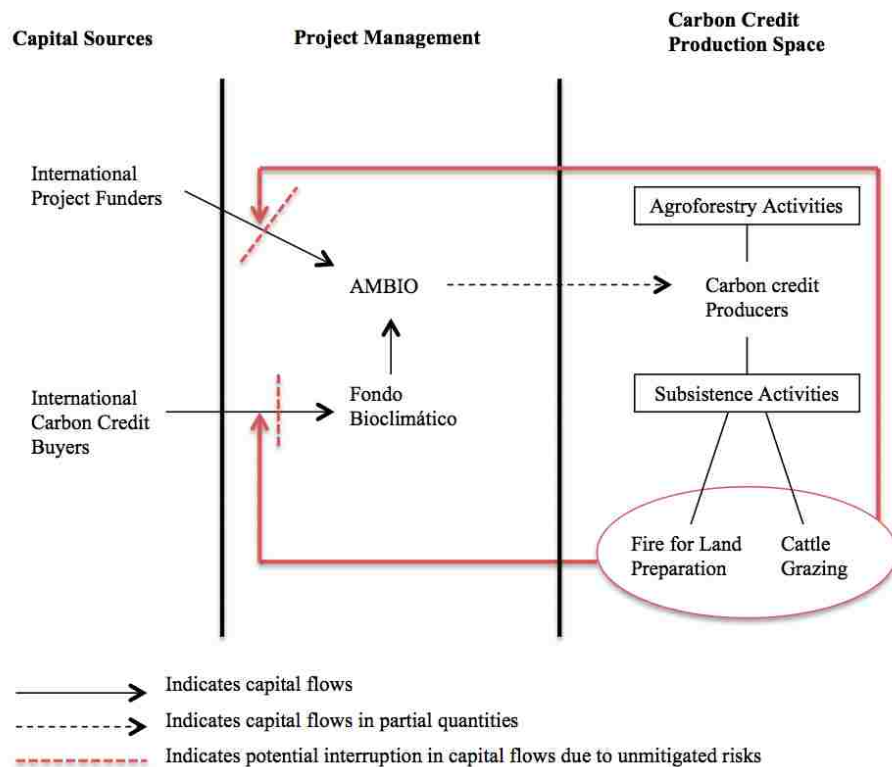 Capital Sources
Project Management
Carbon Credit
Production Space
International
Project Funders
Agroforestry Activities
AMBIO
Carbon credit
Producers
International
Carbon Credit
Buyers
Fondo
Bioclimático
Subsistence Activities
Fire for Land
Preparation
Cattle
Grazing
Indicates capital flows
Indicates capital flows in partial quantities
Indicates potential interruption in capital flows due to unmitigated risks